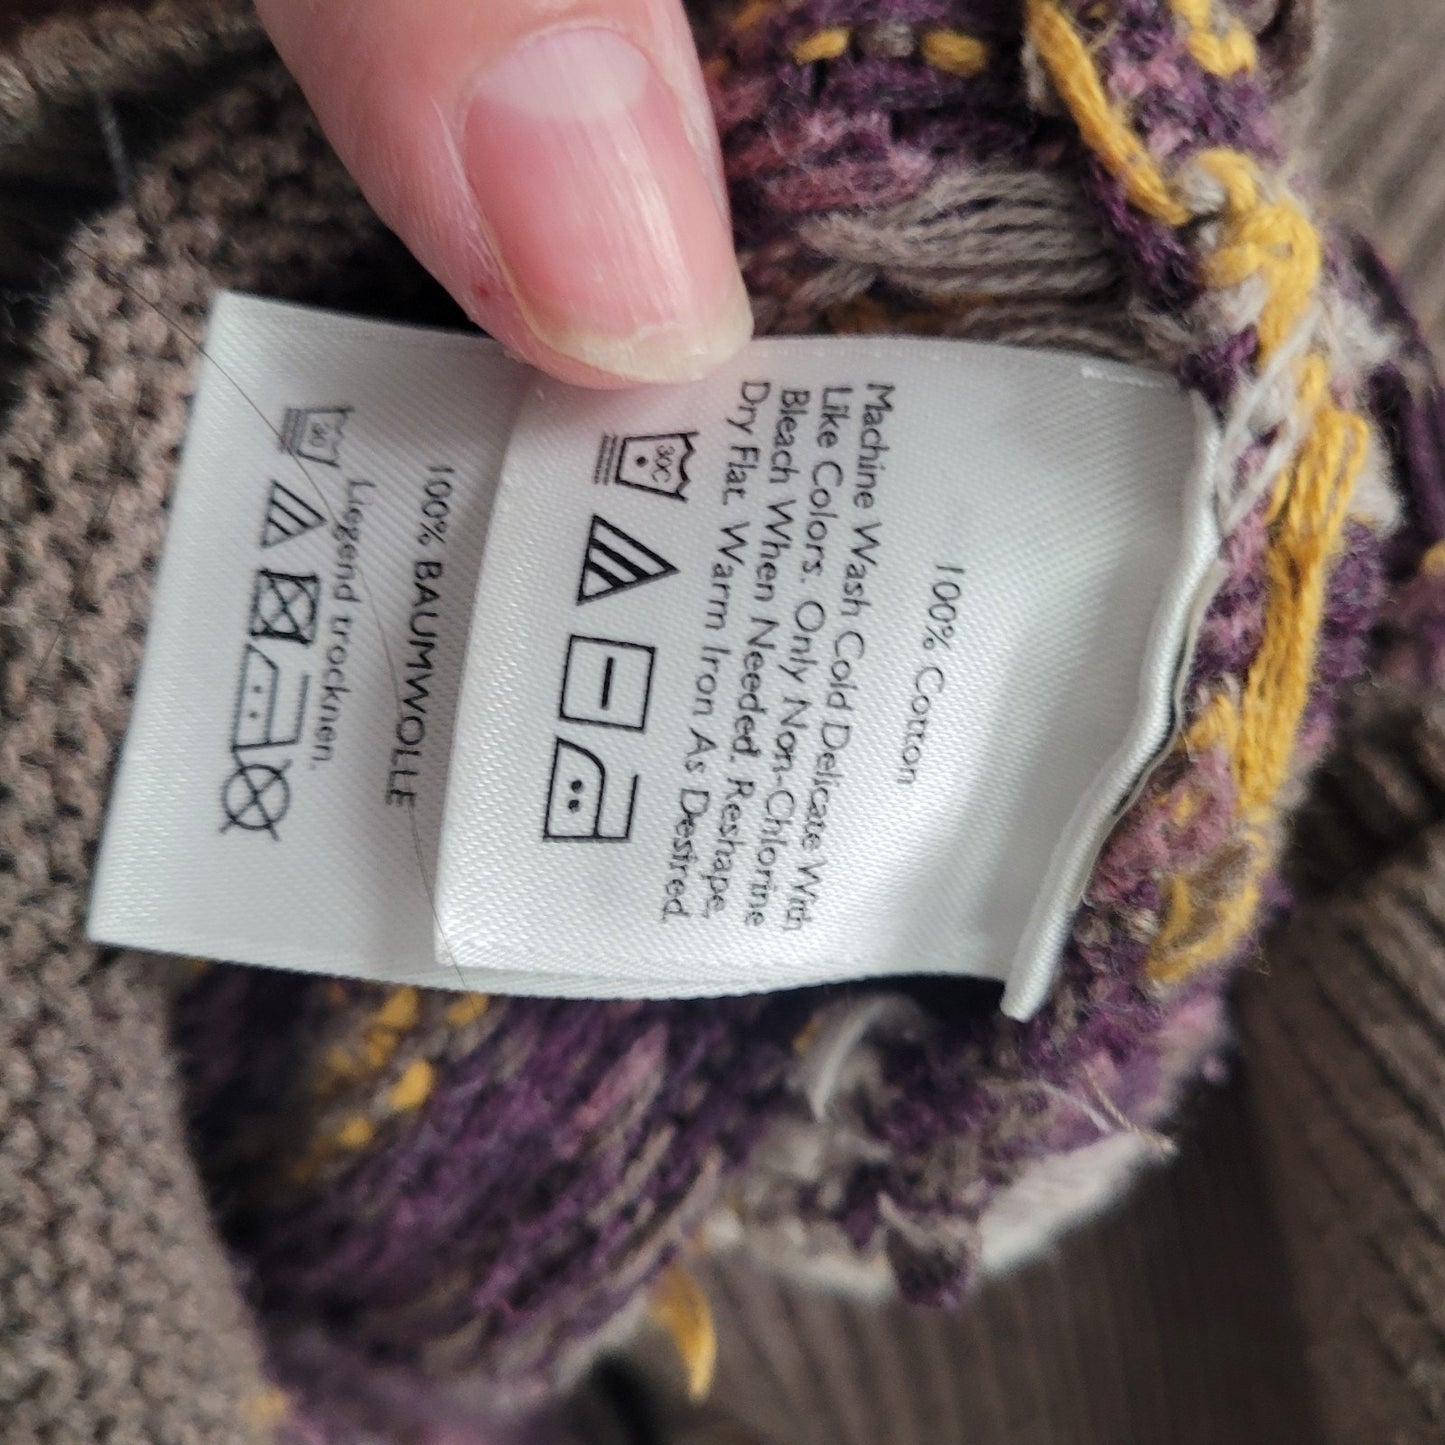 100% Cotton
Machine Wash Cold Delicate With
Like Colors. Only Non-Chlorine
Bleach When Needed. Reshape,
Dry Flat. Warm Iron As Desired.
30C
100% BAUMWOLLE
Liegend trocknen.
30